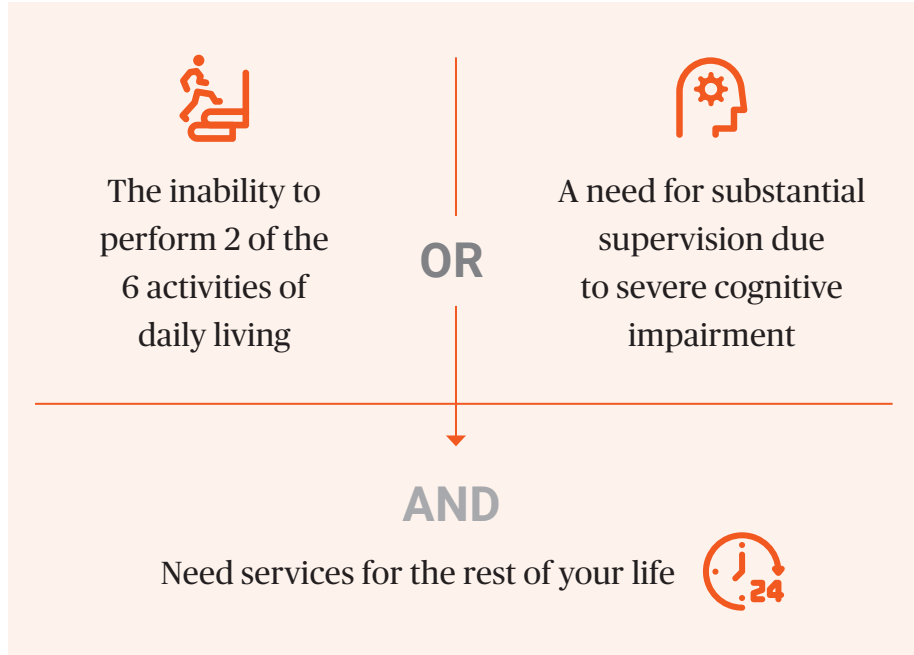 The inability to
perform 2 of the
6 activities of
daily living
OR
A need for substantial
supervision due
to severe cognitive
impairment
AND
Need services for the rest of your life
24